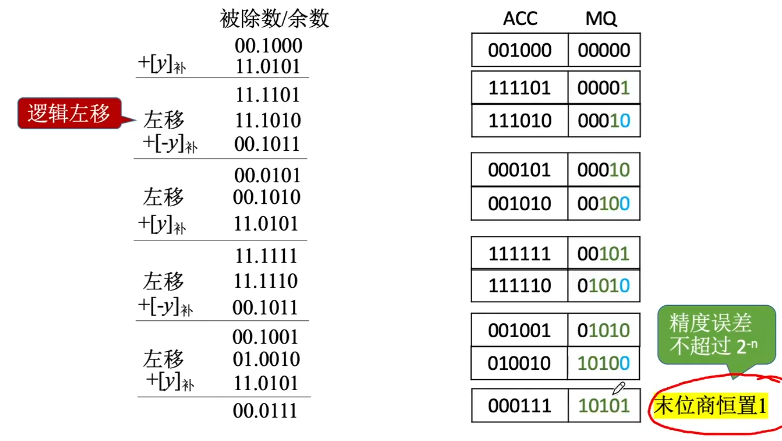 被除数/余数
00.1000
+[y]补 11.0101
11.1101
逻辑左移
左移 11.1010
+[-y]补 00.1011
00.0101
左移 00.1010
+[y]补 11.0101
11.1111
左移 11.1110
+[-y]补 00.1011
00.1001
左移 01.0010
+[y]补 11.0101
00.0111
ACC MQ
001000 00000
111101 00001
111010 00010
000101 00010
001010 00100
111111 00101
111110 01010
001001 01010
010010 10100
000111 10101
精度误差
不超过 2-n
末位商恒置1